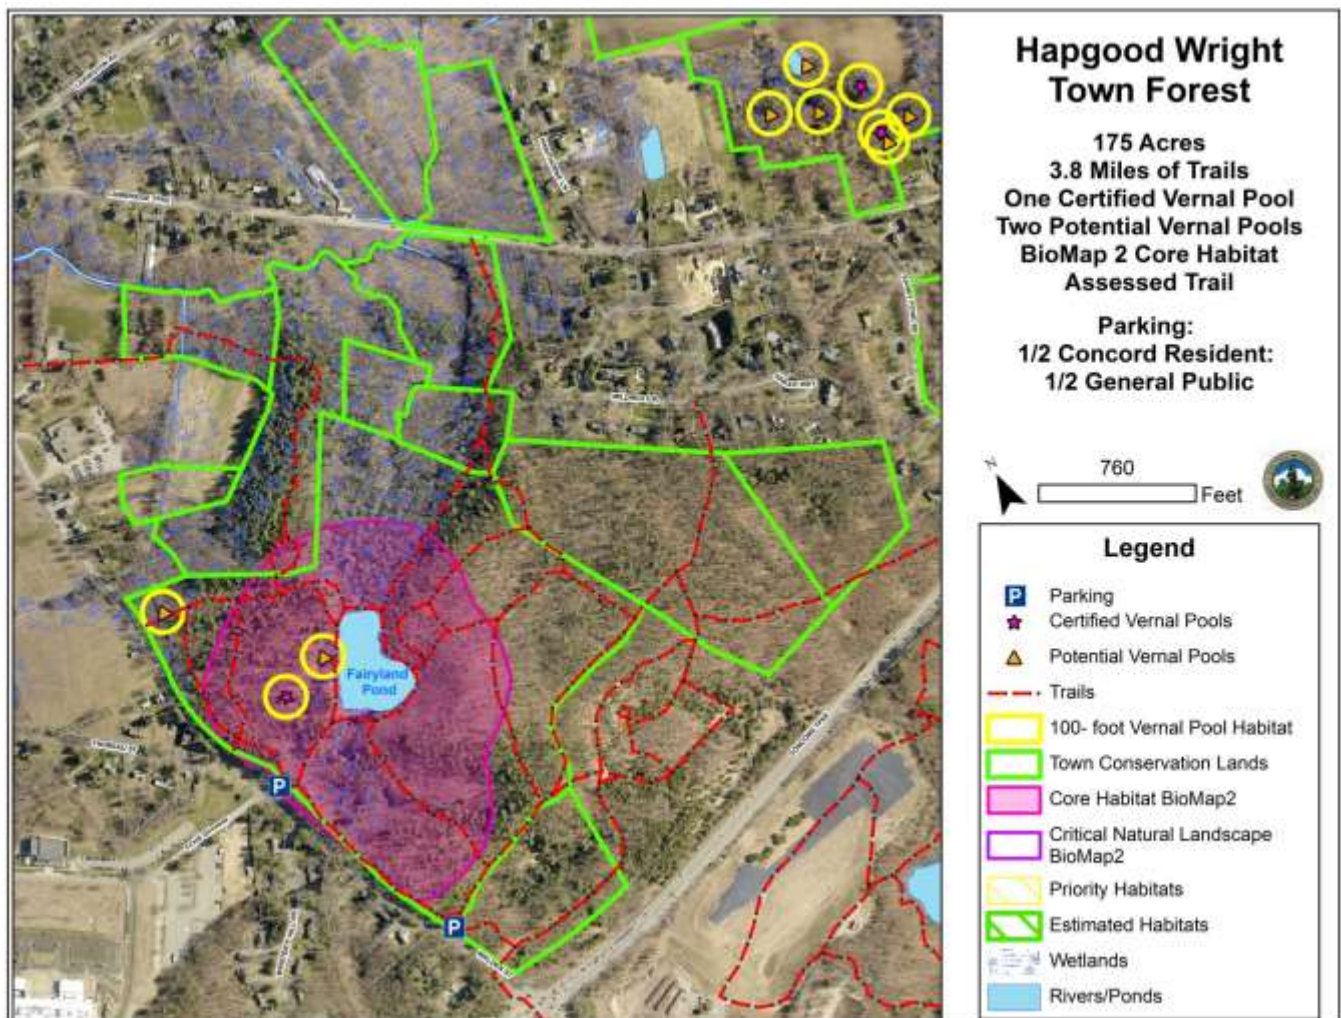 Hapgood Wright
Town Forest
175 Acres
3.8 Miles of Trails
One Certified Vernal Pool
Two Potential Vernal Pools
BioMap 2 Core Habitat
Assessed Trail
Parking:
1/2 Concord Resident:
1/2 General Public
760
Feet
Legend
P
Parking
Certified Vernal Pools
Potential Vernal Pools
Trails
100- foot Vernal Pool Habitat
Town Conservation Lands
Core Habitat BioMap2
Critical Natural Landscape
BioMap2
Priority Habitats
Estimated Habitats
Wetlands
Rivers/Ponds
Fairyland
Pond
P
P